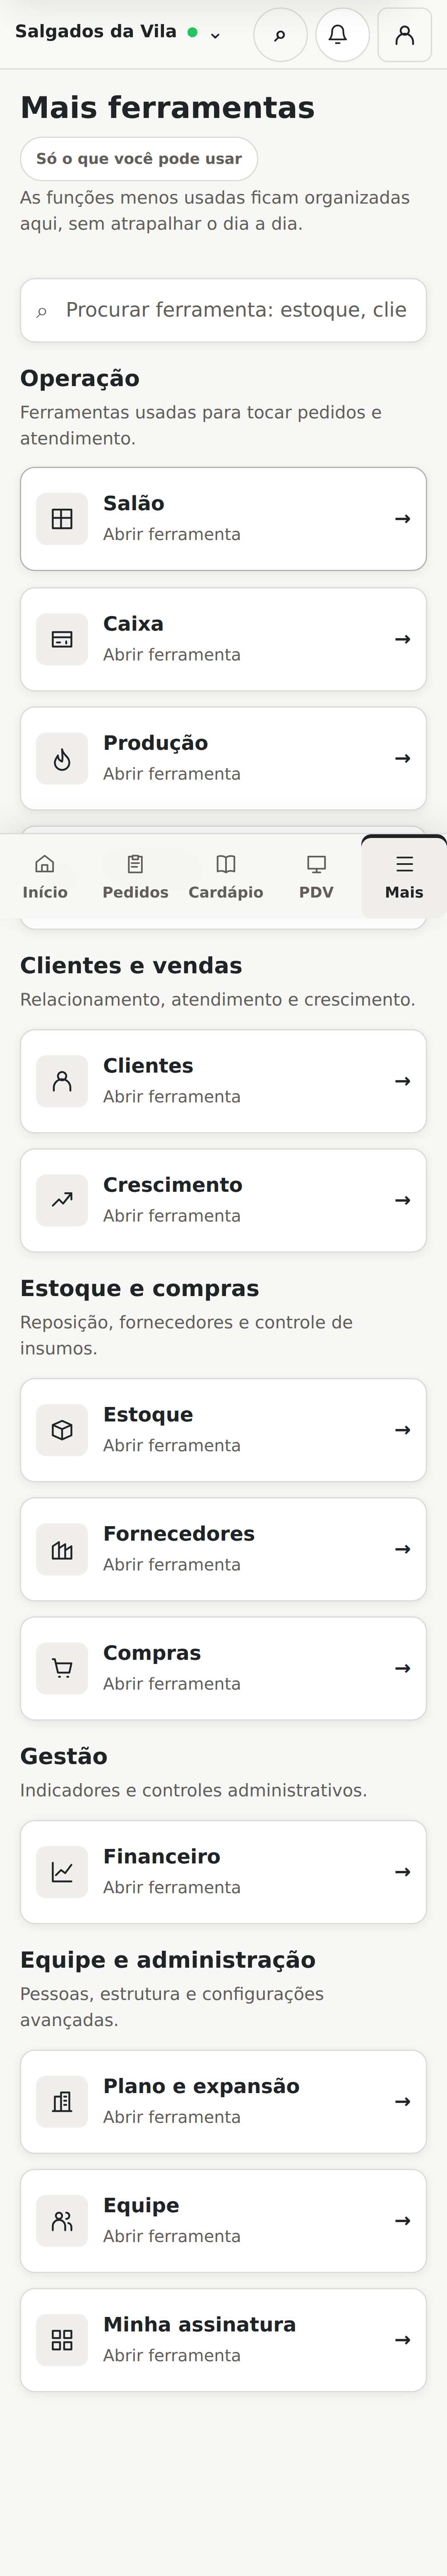 Salgados da Vila
Mais ferramentas
Só o que você pode usar
As funções menos usadas ficam organizadas
aqui, sem atrapalhar o dia a dia.
Procurar ferramenta: estoque, clie
Operação
Ferramentas usadas para tocar pedidos e
atendimento.
Salão
Abrir ferramenta
Caixa
Abrir ferramenta
Produção
Abrir ferramenta
Início
Pedidos
Cardápio
PDV
Mais
Clientes e vendas
Relacionamento, atendimento e crescimento.
Clientes
Abrir ferramenta
Crescimento
Abrir ferramenta
Estoque e compras
Reposição, fornecedores e controle de
insumos.
Estoque
Abrir ferramenta
Fornecedores
Abrir ferramenta
Compras
Abrir ferramenta
Gestão
Indicadores e controles administrativos.
Financeiro
Abrir ferramenta
Equipe e administração
Pessoas, estrutura e configurações
avançadas.
Plano e expansão
Abrir ferramenta
Equipe
Abrir ferramenta
Minha assinatura
Abrir ferramenta